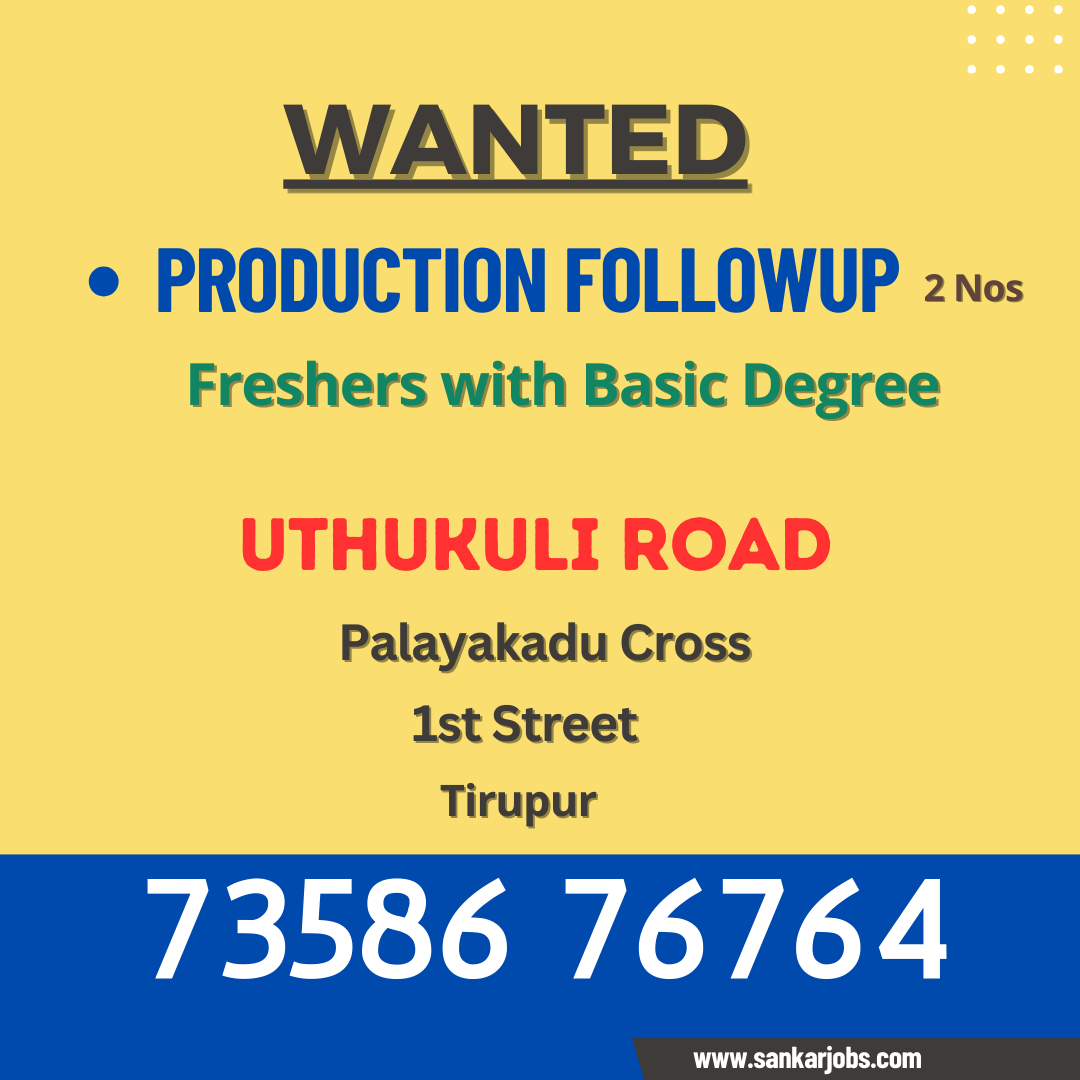 WANTED
• PRODUCTION FOLLOWUP 2 Nos
Freshers with Basic Degree
UTHUKULI ROAD
Palayakadu Cross
1st Street
Tirupur
73586 76764
www.sankarjobs.com